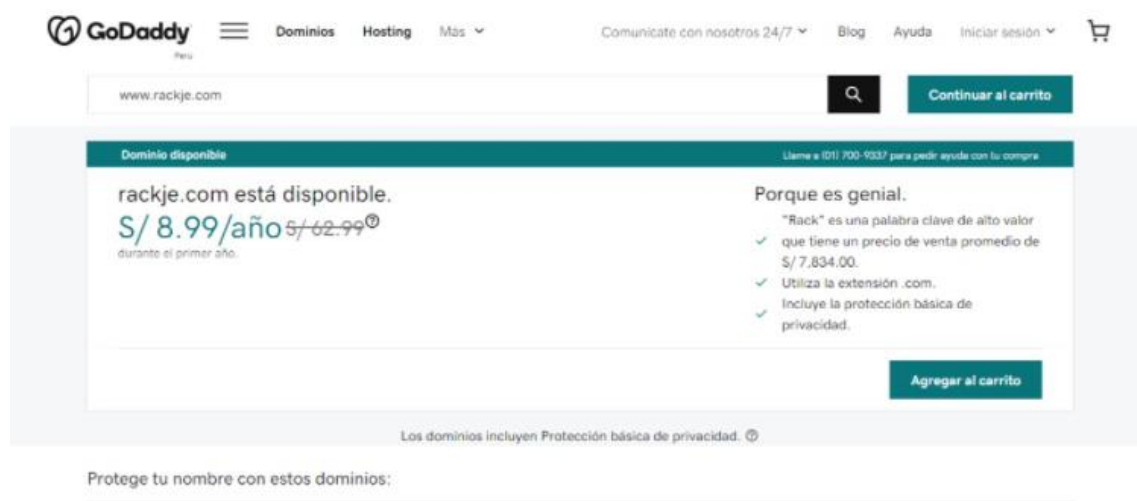 GoDaddy Dominios Hosting Más Comunícate con nosotros 24/7 Blog Ayuda Iniciar sesión
Perú
www.rackje.com Continuar al carrito
Dominio disponible Llame a (01) 700-9337 para pedir ayuda con tu compra
rackje.com está disponible.
S/ 8.99/año S/ 62.99
durante el primer año.
Porque es genial.
"Rack" es una palabra clave de alto valor
que tiene un precio de venta promedio de
S/ 7,834.00.
Utiliza la extensión .com.
Incluye la protección básica de
privacidad.
Agregar al carrito
Los dominios incluyen Protección básica de privacidad.
Protege tu nombre con estos dominios: